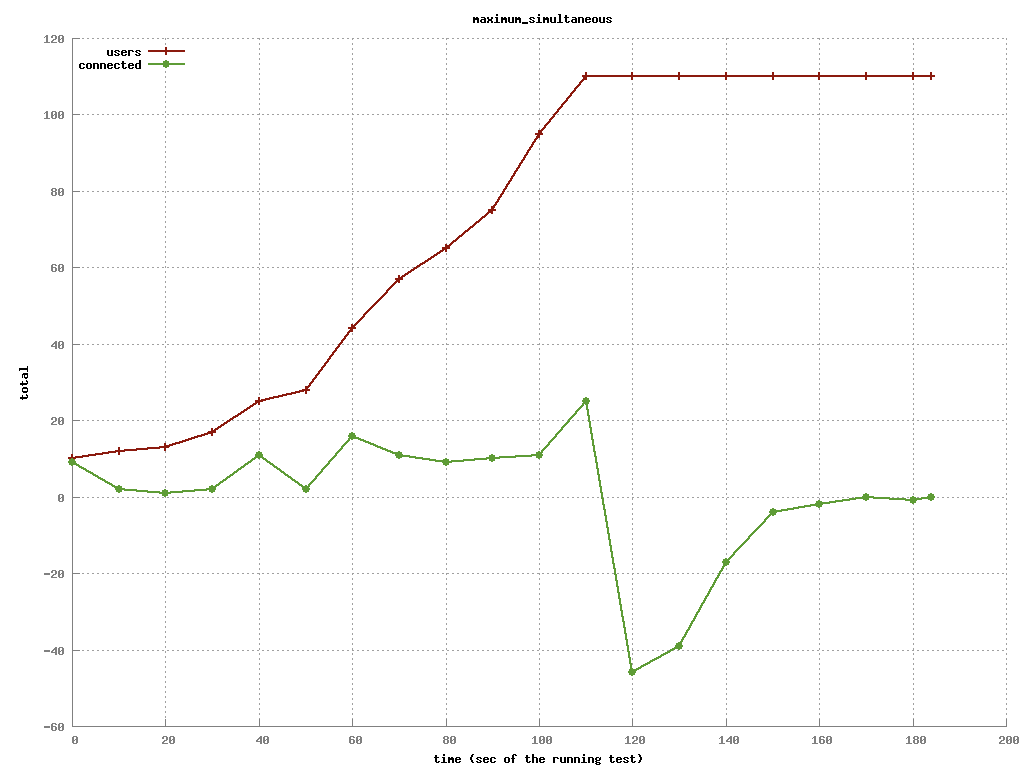 maximum_simultaneous
120
100
80
60
40
20
0
-20
-40
-60
users
connected
total
0 20 40 60 80 100 120 140 160 180 200
time (sec of the running test)